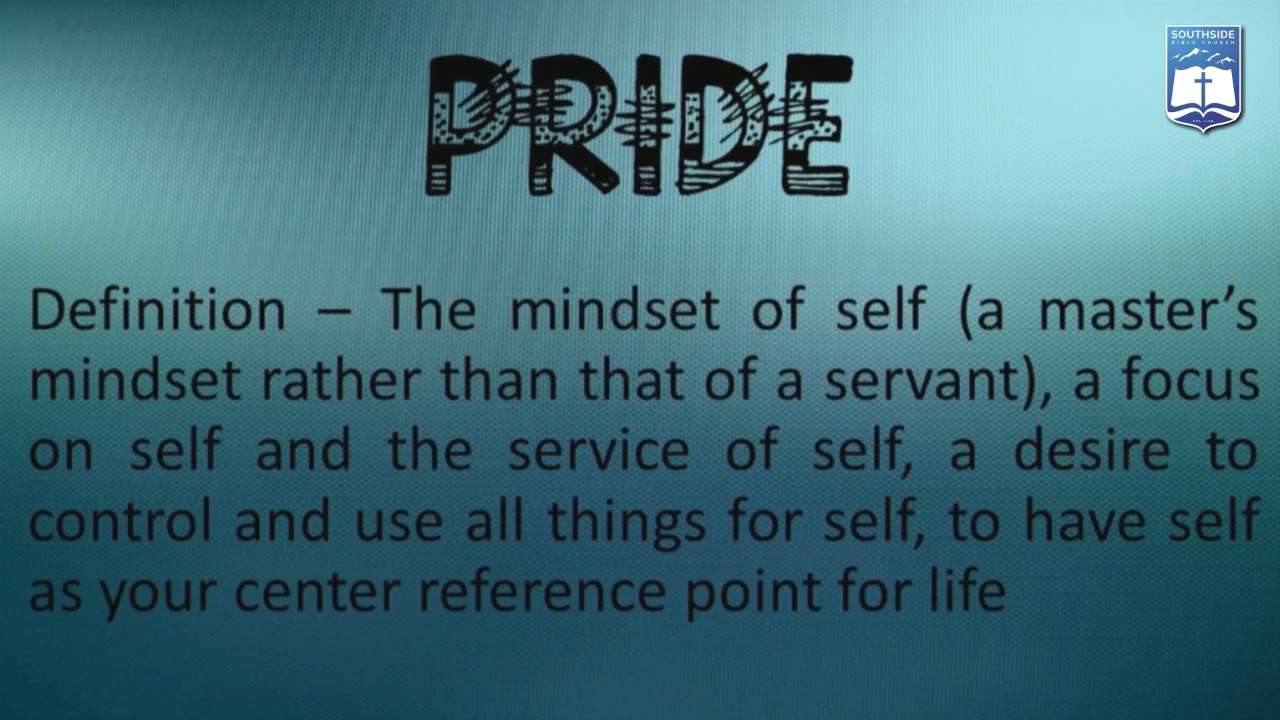 SOUTHSIDE
BIBLE CHURCH
PRIDE
Definition – The mindset of self (a master’s
mindset rather than that of a servant), a focus
on self and the service of self, a desire to
control and use all things for self, to have self
as your center reference point for life